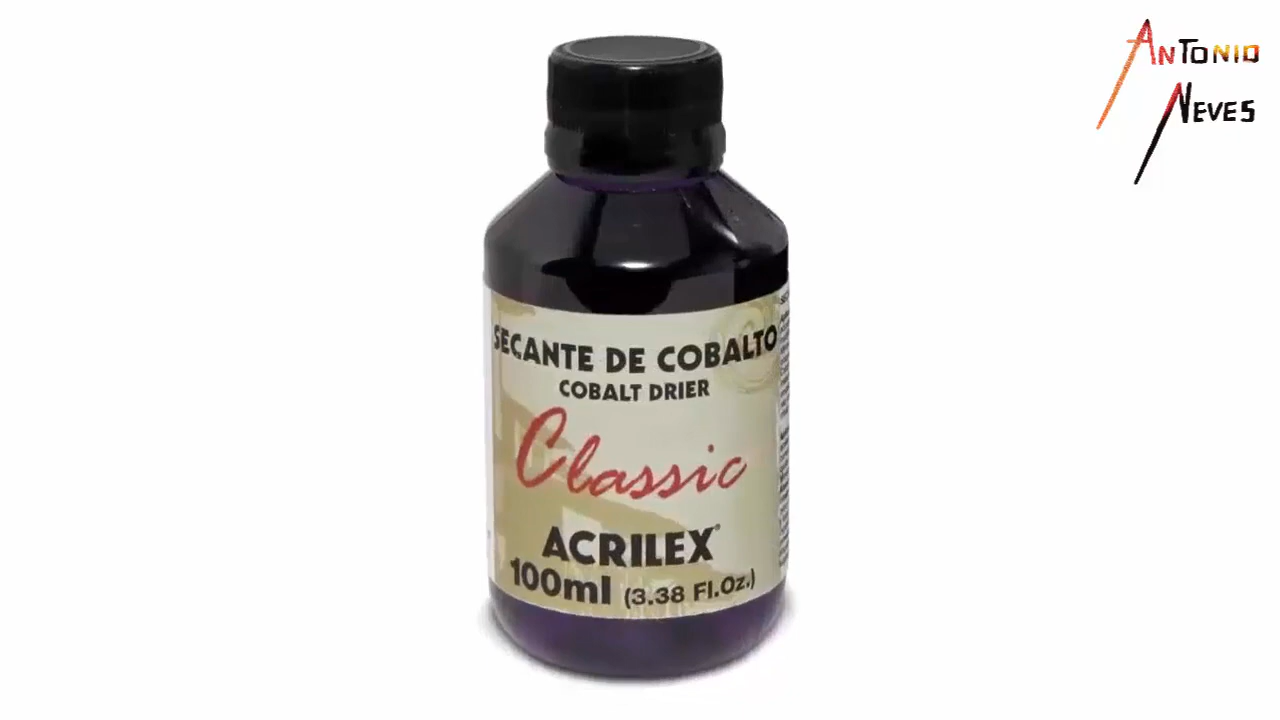 ANTONIO
NEVES
SECANTE DE COBALTO
COBALT DRIER
Classic
ACRILEX®
100ml (3.38 Fl.Oz.)